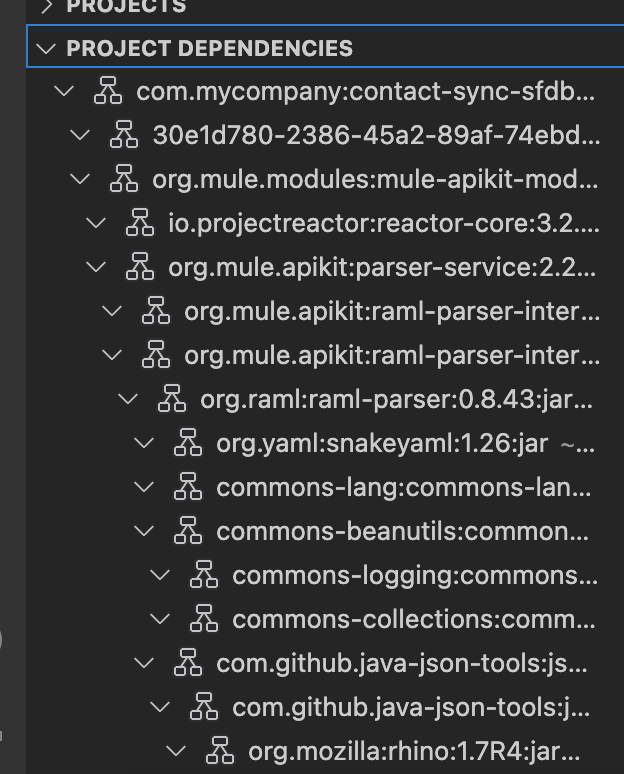 PROJECTS
PROJECT DEPENDENCIES
com.mycompany:contact-sync-sfdb...
30e1d780-2386-45a2-89af-74ebd...
org.mule.modules:mule-apikit-mod...
io.projectreactor:reactor-core:3.2....
org.mule.apikit:parser-service:2.2...
org.mule.apikit:raml-parser-inter...
org.mule.apikit:raml-parser-inter...
org.raml:raml-parser:0.8.43:jar...
org.yaml:snakeyaml:1.26:jar ~...
commons-lang:commons-lan...
commons-beanutils:common...
commons-logging:commons...
commons-collections:comm...
com.github.java-json-tools:js...
com.github.java-json-tools:j...
org.mozilla:rhino:1.7R4:jar...